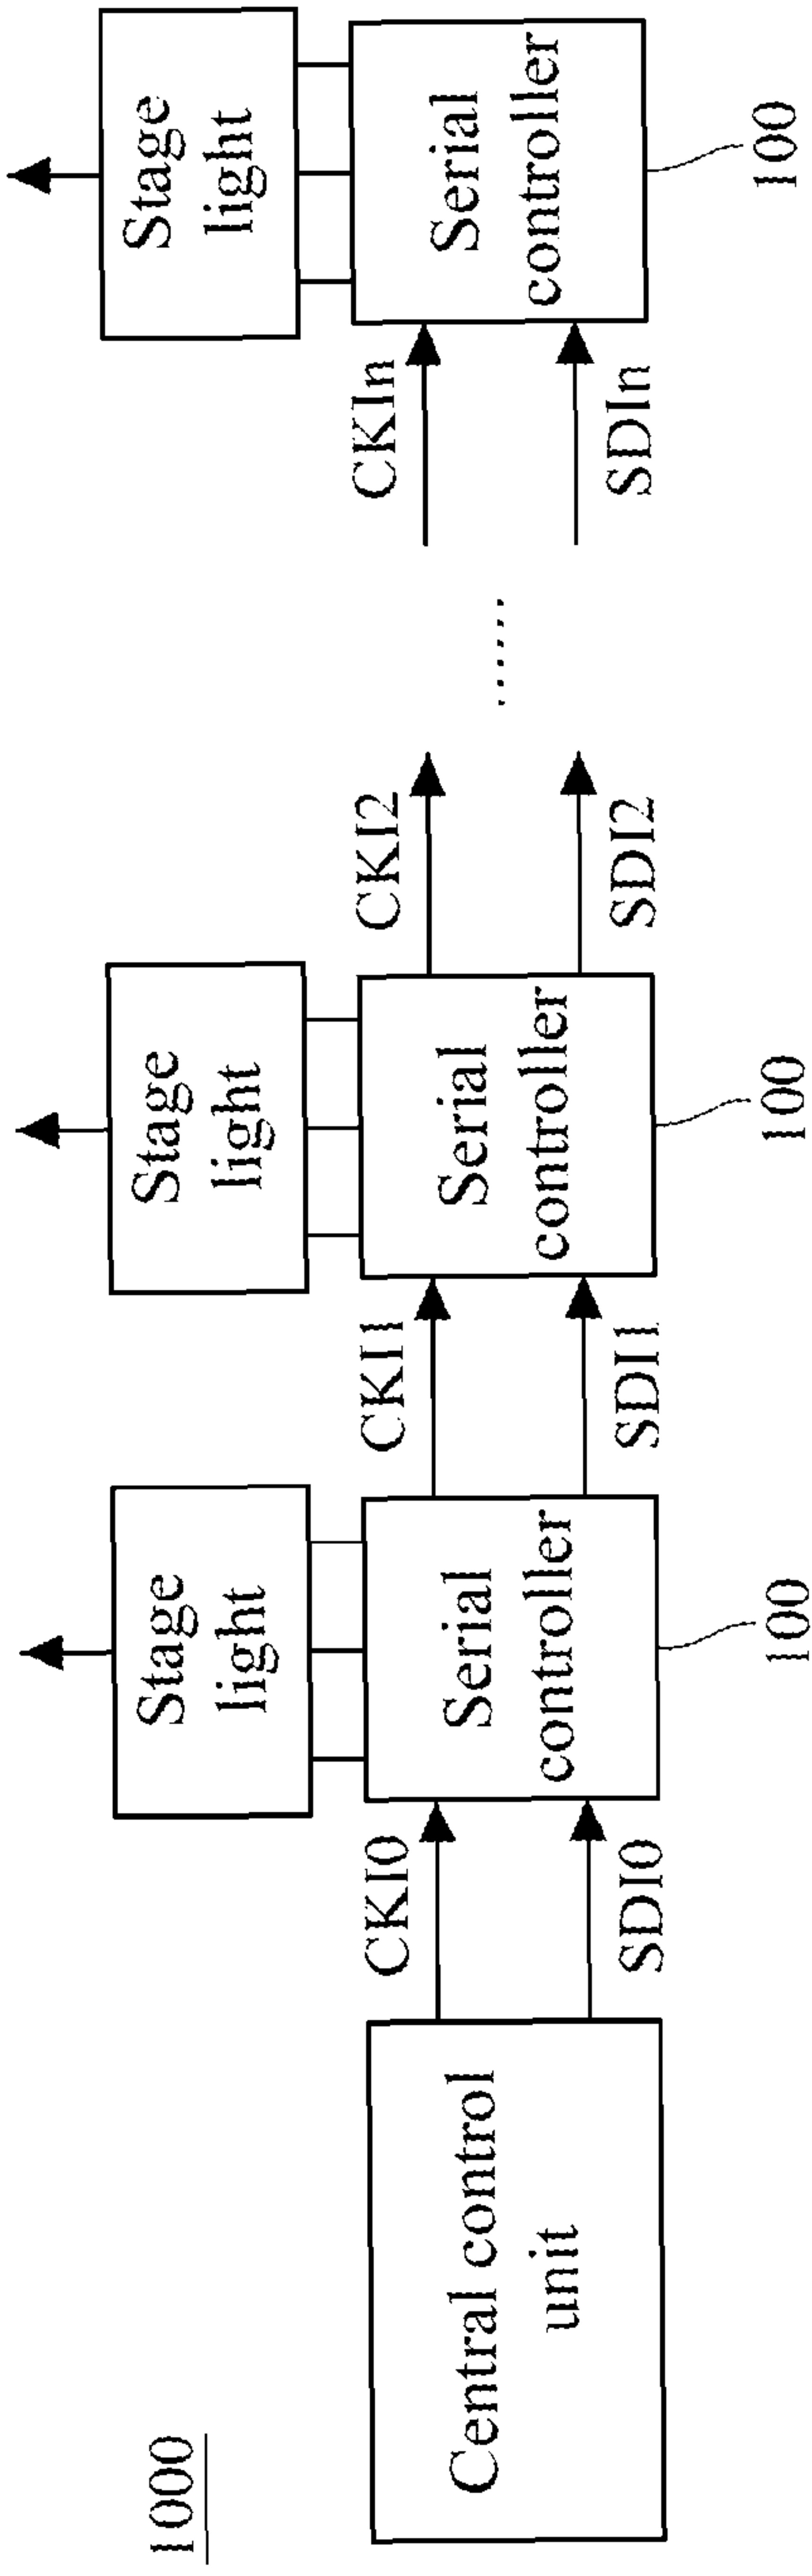 1000
Stage
light
Stage
light
Stage
light
Central control
unit
CKI0
SDI0
Serial
controller
CKI1
SDI1
Serial
controller
CKI2
SDI2
......
CKIn
SDIn
Serial
controller
100
100
100